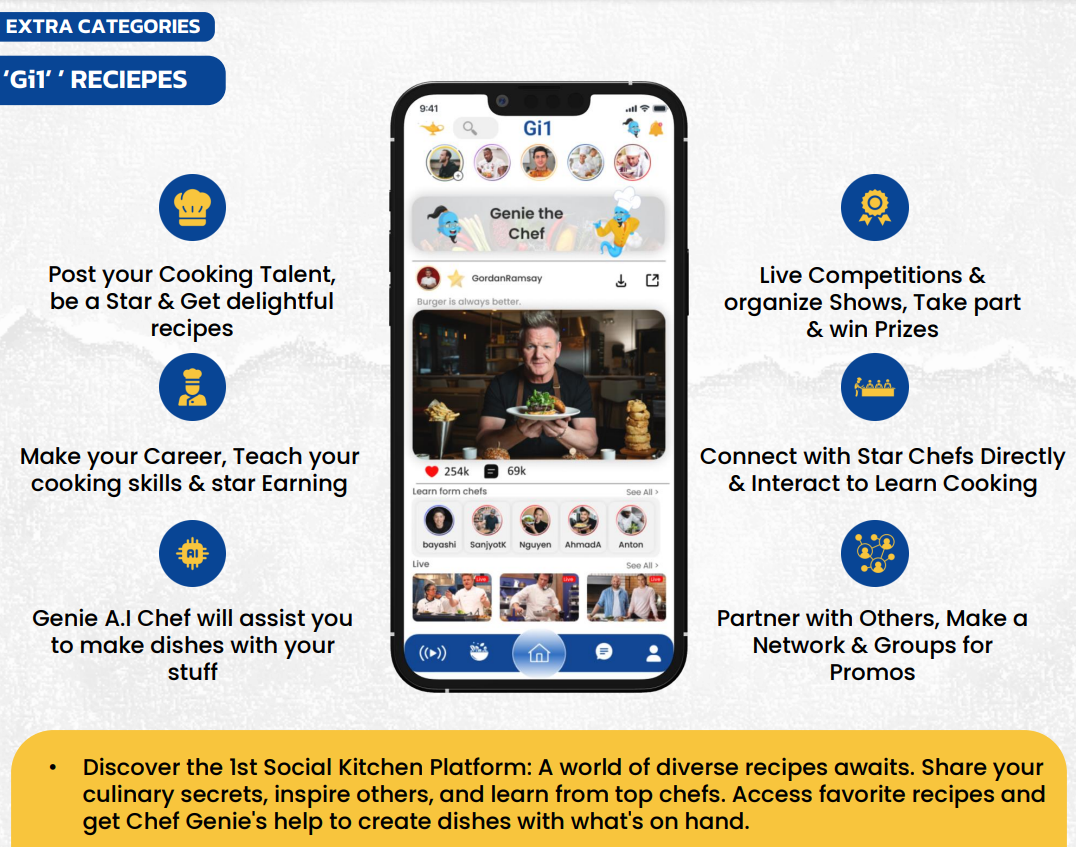 EXTRA CATEGORIES
‘Gi1’ ’ RECIEPES
Post your Cooking Talent,
be a Star & Get delightful
recipes
Make your Career, Teach your
cooking skills & star Earning
Genie A.I Chef will assist you
to make dishes with your
stuff
9:41
Gi1
Genie the
Chef
GordanRamsay
Burger is always better.
254k 69k
Learn form chefs See All >
bayashi SanjyotK Nguyen AhmadA Anton
Live See All >
Live Live Live
AI
Live Competitions &
organize Shows, Take part
& win Prizes
Connect with Star Chefs Directly
& Interact to Learn Cooking
Partner with Others, Make a
Network & Groups for
Promos
• Discover the 1st Social Kitchen Platform: A world of diverse recipes awaits. Share your
culinary secrets, inspire others, and learn from top chefs. Access favorite recipes and
get Chef Genie's help to create dishes with what's on hand.